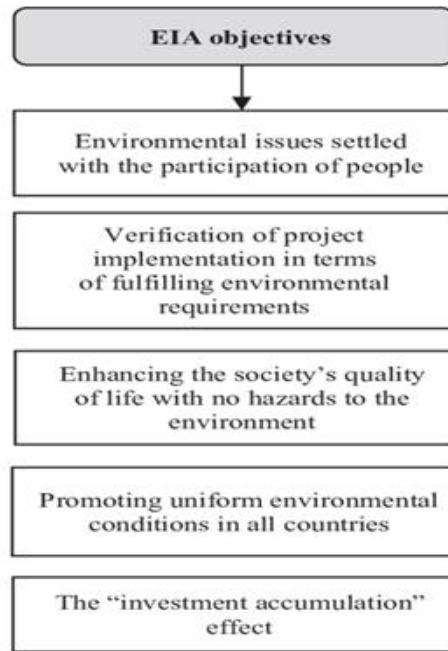 EIA objectives
Environmental issues settled
with the participation of people
Verification of project
implementation in terms
of fulfilling environmental
requirements
Enhancing the society's quality
of life with no hazards to the
environment
Promoting uniform environmental
conditions in all countries
The “investment accumulation”
effect